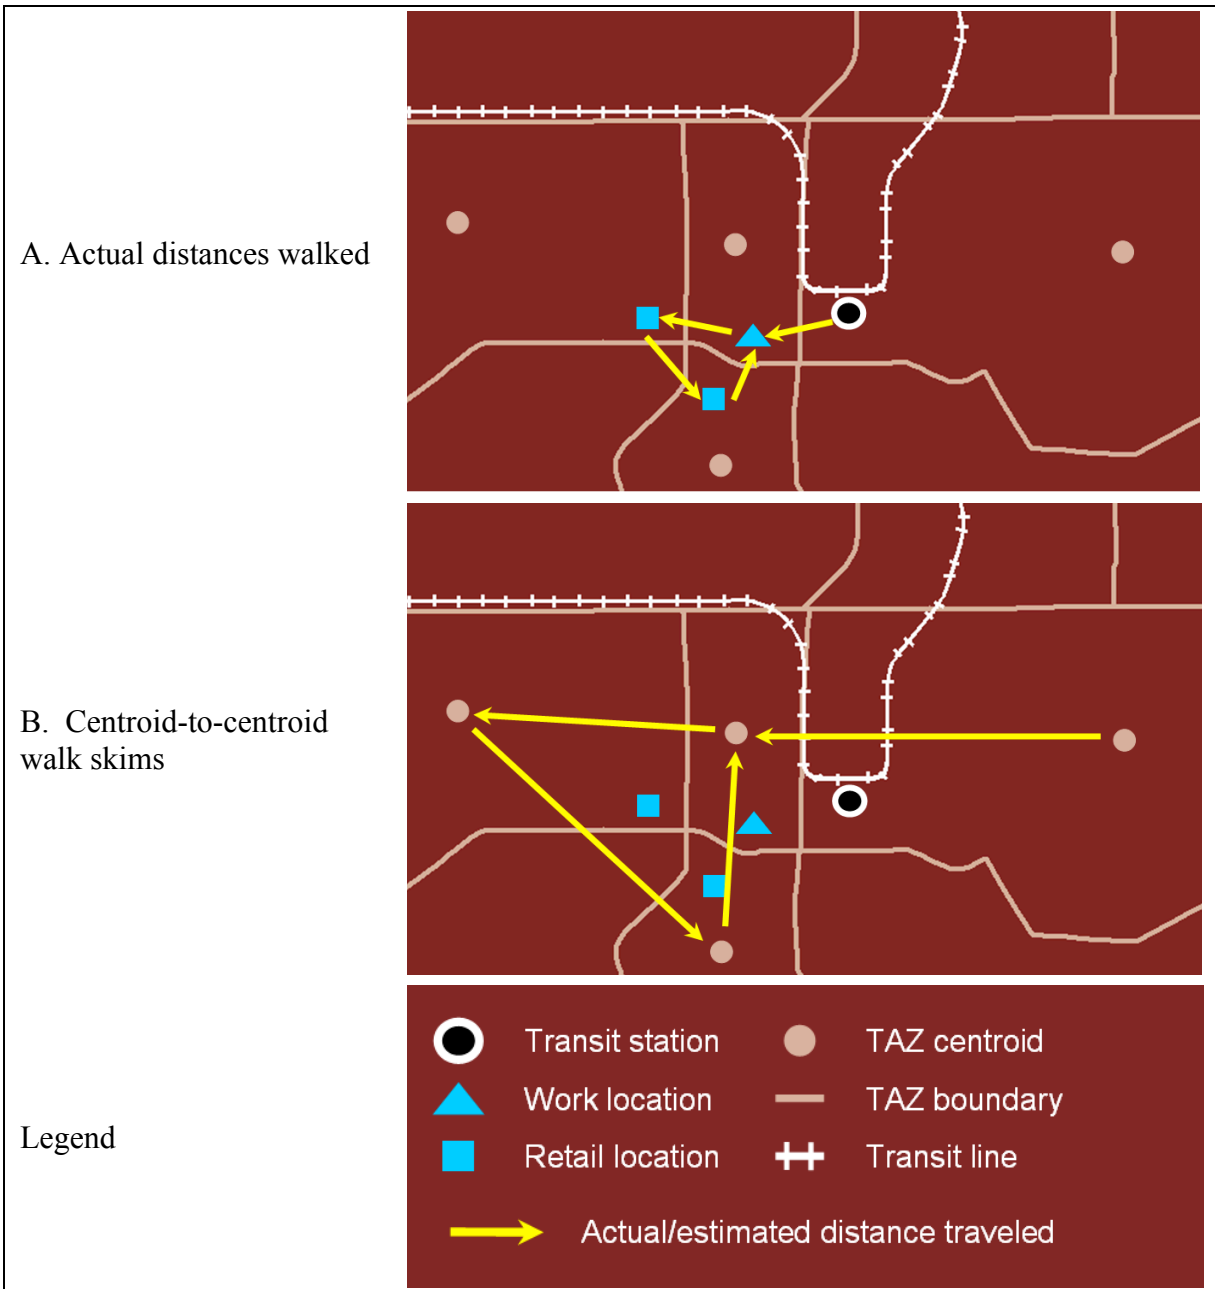 A. Actual distances walked
B. Centroid-to-centroid
walk skims
Legend
Transit station
TAZ centroid
Work location
TAZ boundary
Retail location
Transit line
Actual/estimated distance traveled